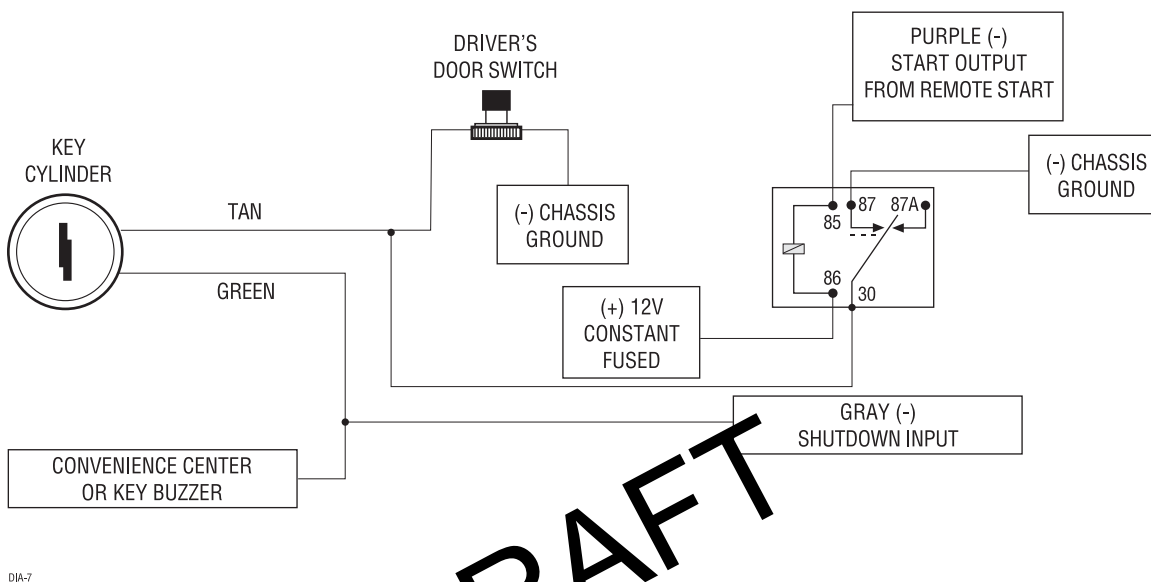 DRIVER'S
DOOR SWITCH
PURPLE (-)
START OUTPUT
FROM REMOTE START
KEY
CYLINDER
(-) CHASSIS
GROUND
TAN
(-) CHASSIS
GROUND
87
87A
85
GREEN
86
30
(+) 12V
CONSTANT
FUSED
GRAY (-)
SHUTDOWN INPUT
CONVENIENCE CENTER
OR KEY BUZZER
RAFT
DIA-7